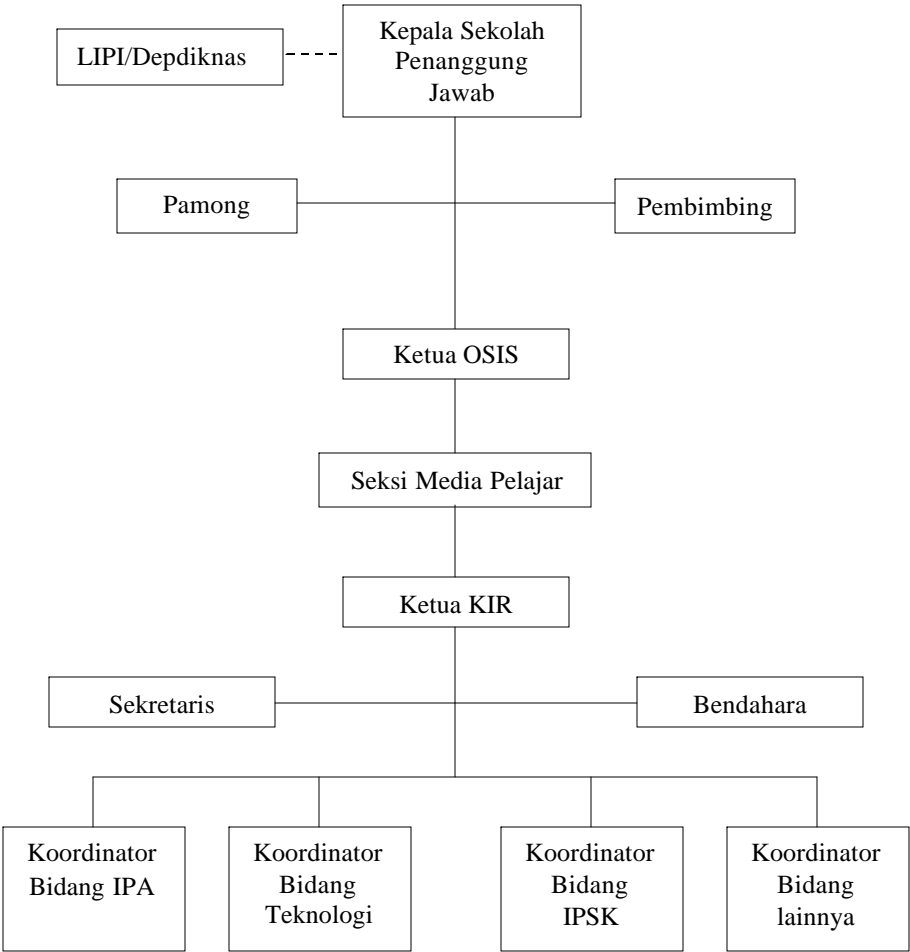 LIPI/Depdiknas
Kepala Sekolah
Penanggung
Jawab
Pamong
Pembimbing
Ketua OSIS
Seksi Media Pelajar
Ketua KIR
Sekretaris
Bendahara
Koordinator
Bidang IPA
Koordinator
Bidang
Teknologi
Koordinator
Bidang
IPSK
Koordinator
Bidang
lainnya